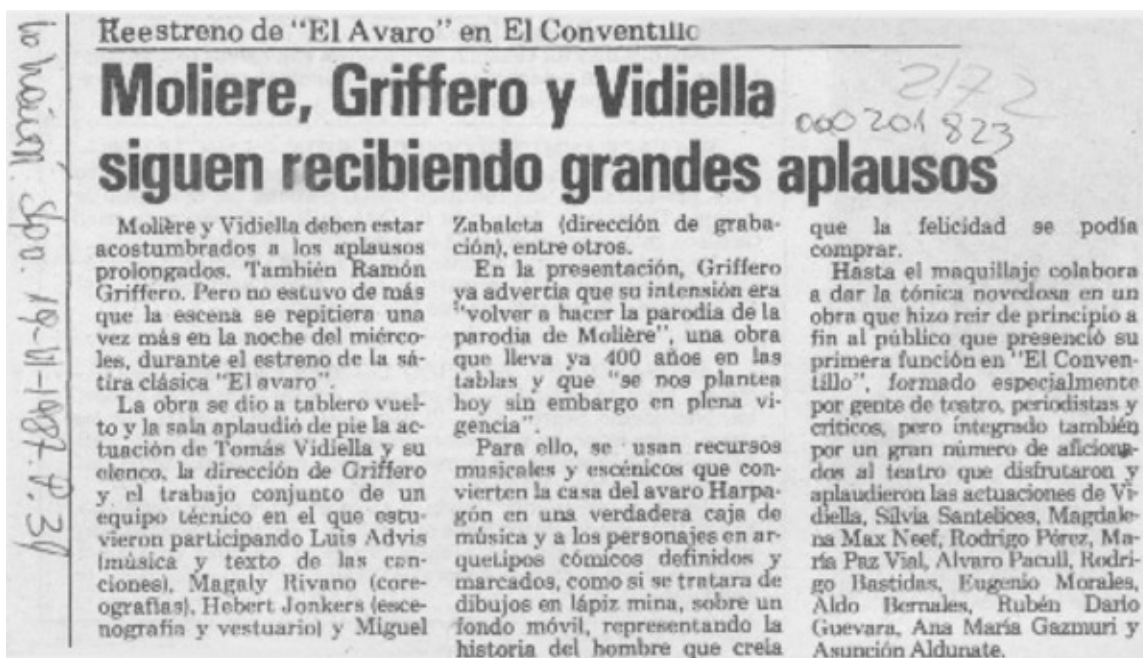 Reestreno de "El Avaro" en El Conventillo
Moliere, Griffero y Vidiella
siguen recibiendo grandes aplausos
2172
000201823
Molière y Vidiella deben estar
acostumbrados a los aplausos
prolongados. También Ramón
Griffero. Pero no estuvo de más
que la escena se repitiera una
vez más en la noche del miérco-
les, durante el estreno de la sá-
tira clásica "El avaro".
La obra se dio a tablero vuel-
to y la sala aplaudió de pie la ac-
tuación de Tomás Vidiella y su
elenco, la dirección de Griffero
y el trabajo conjunto de un
equipo técnico en el que estu-
vieron participando Luis Advis
(música y texto de las can-
ciones), Magaly Rivano (core-
ografías), Hebert Jonkers (esce-
nografía y vestuario) y Miguel
Zabaleta (dirección de graba-
ción), entre otros.
En la presentación, Griffero
ya advertía que su intensión era
"volver a hacer la parodia de la
parodia de Molière", una obra
que lleva ya 400 años en las
tablas y que "se nos plantea
hoy sin embargo en plena vi-
gencia".
Para ello, se usan recursos
musicales y escénicos que con-
vierten la casa del avaro Harpa-
gón en una verdadera caja de
música y a los personajes en ar-
quetipos cómicos definidos y
marcados, como si se tratara de
dibujos en lápiz mina, sobre un
fondo móvil, representando la
historia del hombre que creía
que la felicidad se podía
comprar.
Hasta el maquillaje colabora
a dar la tónica novedosa en un
obra que hizo reir de principio a
fin al público que presenció su
primera función en "El Conven-
tillo", formado especialmente
por gente de teatro, periodistas y
críticos, pero integrado también
por un gran número de aficiona-
dos al teatro que disfrutaron y
aplaudieron las actuaciones de Vi-
diella, Silvia Santelices, Magdale-
na Max Neef, Rodrigo Pérez, Ma-
ría Paz Vial, Alvaro Pacull, Rodri-
go Bastidas, Eugenio Morales,
Aldo Bernales, Rubén Darío
Guevara, Ana María Gazmuri y
Asunción Aldunate.
La Nación. Stgo. 19-VI-1987. P. 39